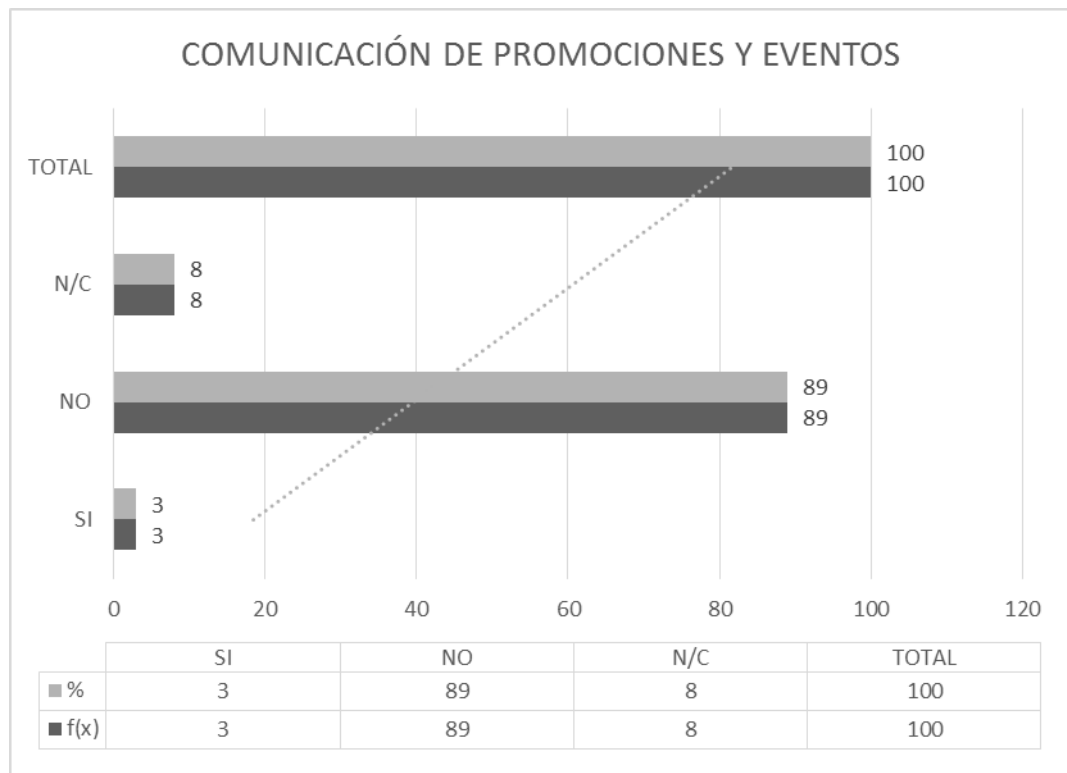 COMUNICACIÓN DE PROMOCIONES Y EVENTOS
TOTAL
100
100
N/C
8
8
NO
89
89
SI
3
3
0 20 40 60 80 100 120
SI NO N/C TOTAL
% 3 89 8 100
f(x) 3 89 8 100